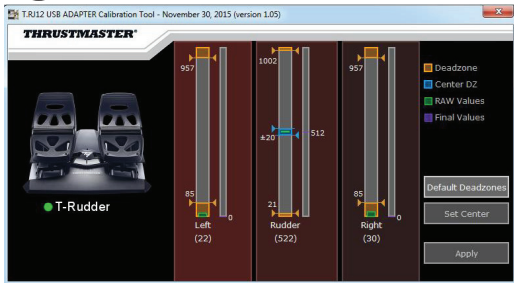 T.RJ12 USB ADAPTER Calibration Tool - November 30, 2015 (version 1.05)
THRUSTMASTER®
T-Rudder
957
85
0
Left
(22)
1002
±20
512
21
Rudder
(522)
957
85
0
Right
(30)
Deadzone
Center DZ
RAW Values
Final Values
Default Deadzones
Set Center
Apply